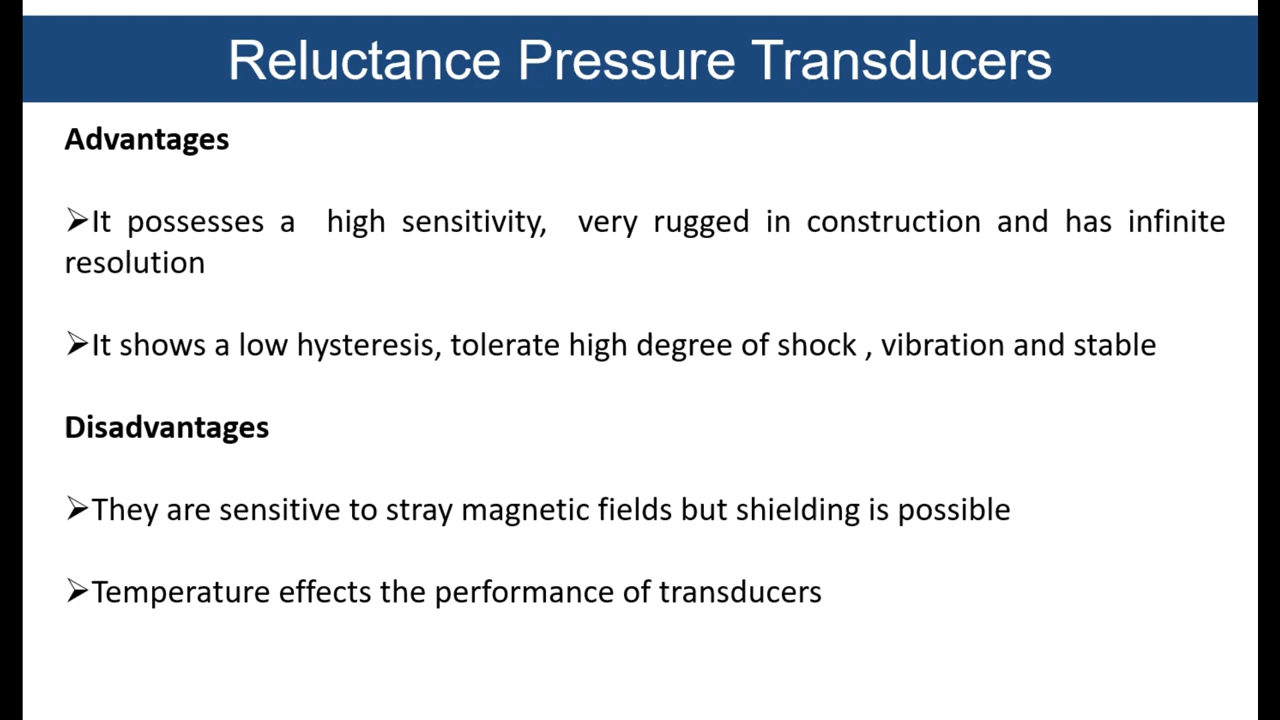 Reluctance Pressure Transducers
Advantages
➢It possesses a high sensitivity, very rugged in construction and has infinite
resolution
➢It shows a low hysteresis, tolerate high degree of shock , vibration and stable
Disadvantages
➢They are sensitive to stray magnetic fields but shielding is possible
➢Temperature effects the performance of transducers